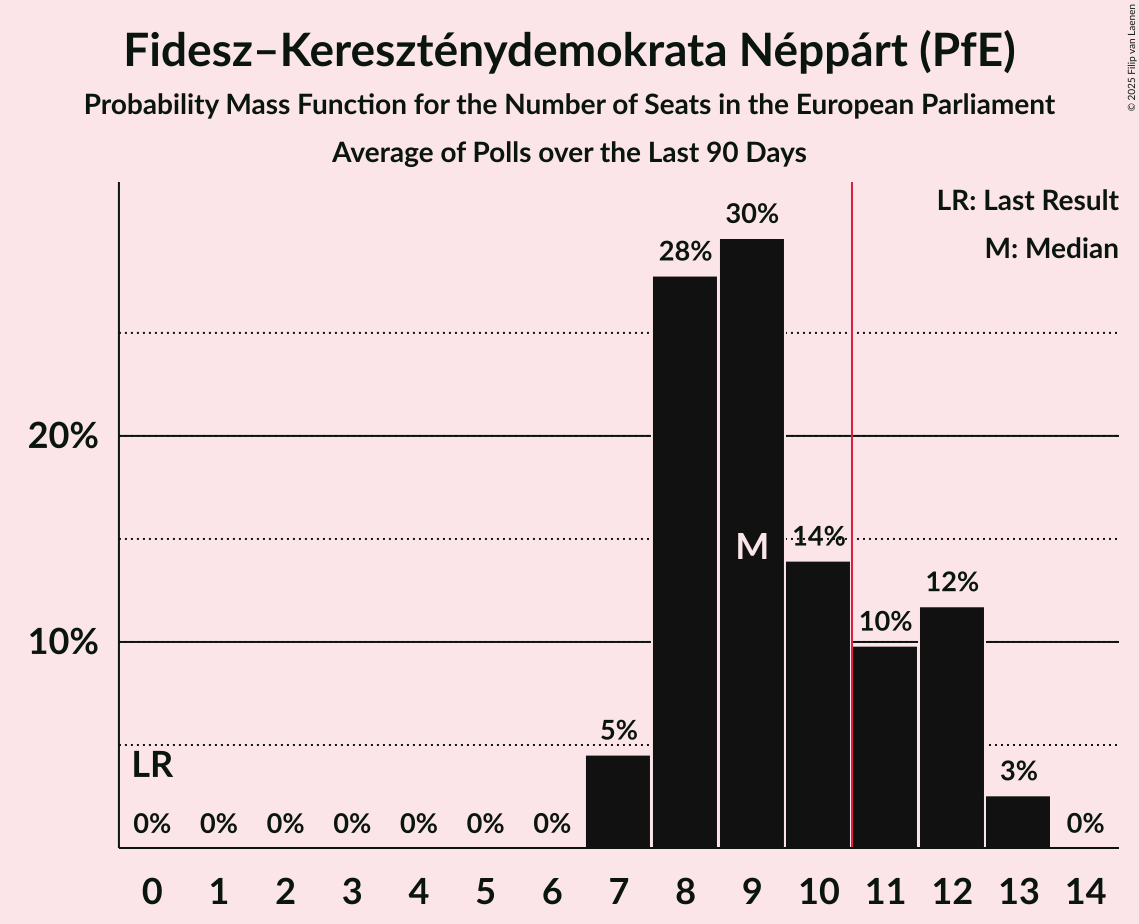 Fidesz–Kereszténydemokrata Néppárt (PfE)
Probability Mass Function for the Number of Seats in the European Parliament
Average of Polls over the Last 90 Days
© 2025 Filip van Laenen
LR: Last Result
M: Median
30%
28%
20%
M
14%
12%
10%
10%
5%
LR
3%
0% 0% 0% 0% 0% 0% 0% 0%
0 1 2 3 4 5 6 7 8 9 10 11 12 13 14